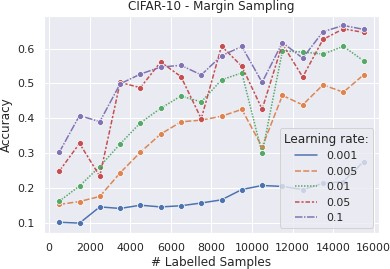 CIFAR-10 - Margin Sampling
Accuracy
0.6
0.5
0.4
0.3
0.2
0.1
Learning rate:
0.001
0.005
0.01
0.05
0.1
0 2000 4000 6000 8000 10000 12000 14000 16000
# Labelled Samples